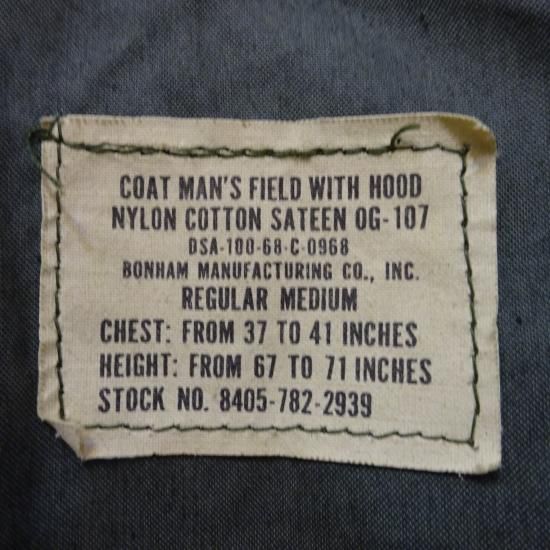 COAT MAN'S FIELD WITH HOOD
NYLON COTTON SATEEN OG-107
DSA-100-68-C-0968
BONHAM MANUFACTURING CO., INC.
REGULAR MEDIUM
CHEST: FROM 37 TO 41 INCHES
HEIGHT: FROM 67 TO 71 INCHES
STOCK NO. 8405-782-2939